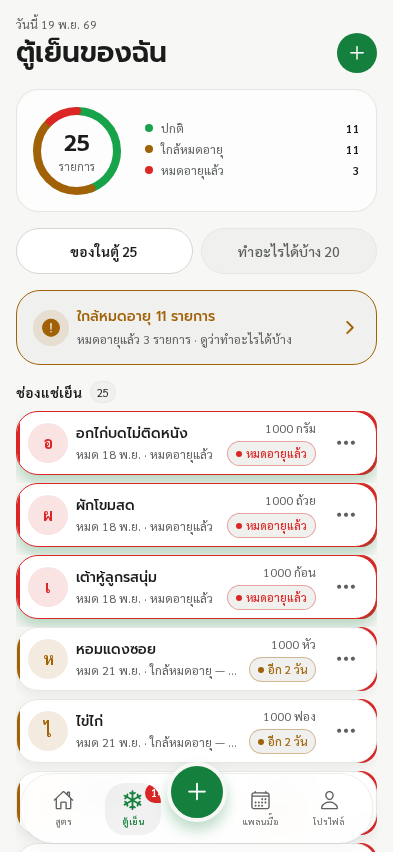 วันนี้ 19 พ.ย. 69
ตู้เย็นของฉัน
25
รายการ
ปกติ 11
ใกล้หมดอายุ 11
หมดอายุแล้ว 3
ของในตู้ 25
ทำอะไรได้บ้าง 20
ใกล้หมดอายุ 11 รายการ
หมดอายุแล้ว 3 รายการ · ดูว่าทำอะไรได้บ้าง
ช่องแช่เย็น 25
อ
อกไก่บดไม่ติดหนัง 1000 กรัม
หมด 18 พ.ย. · หมดอายุแล้ว หมดอายุแล้ว
ผ
ผักโขมสด 1000 ถ้วย
หมด 18 พ.ย. · หมดอายุแล้ว หมดอายุแล้ว
เ
เต้าหู้ลูกรสนุ่ม 1000 ก้อน
หมด 18 พ.ย. · หมดอายุแล้ว หมดอายุแล้ว
ห
หอมแดงซอย 1000 หัว
หมด 21 พ.ย. · ใกล้หมดอายุ — ... อีก 2 วัน
ไ
ไข่ไก่ 1000 ฟอง
หมด 21 พ.ย. · ใกล้หมดอายุ — ... อีก 2 วัน
สูตร
ตู้เย็น
แพลนมื้อ
โปรไฟล์